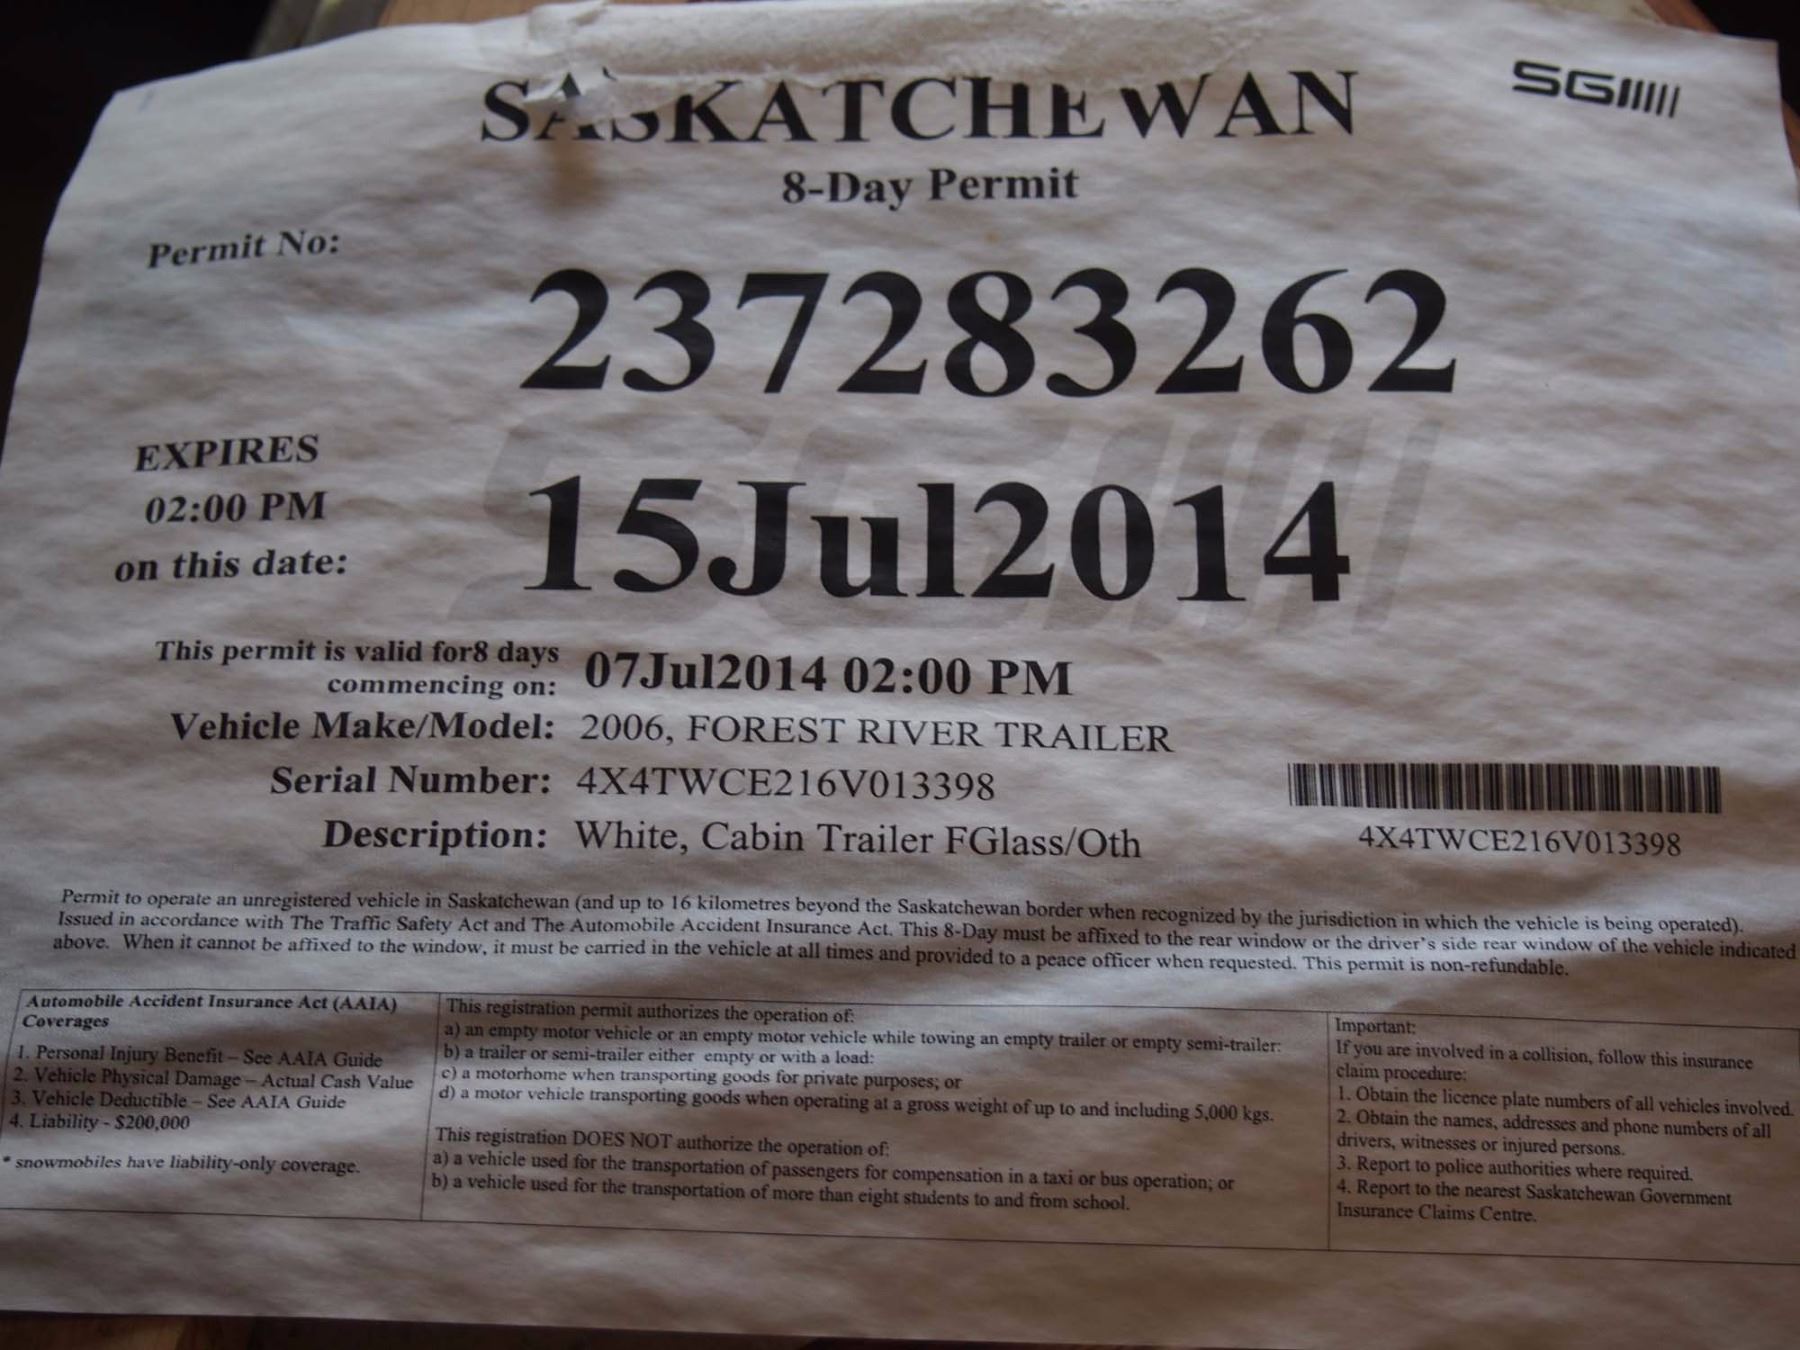 SASKATCHEWAN
SGI
8-Day Permit
Permit No:
237283262
EXPIRES
02:00 PM
on this date:
15Jul2014
This permit is valid for8 days
commencing on:
07Jul2014 02:00 PM
Vehicle Make/Model: 2006, FOREST RIVER TRAILER
Serial Number: 4X4TWCE216V013398
Description: White, Cabin Trailer FGlass/Oth
4X4TWCE216V013398
Permit to operate an unregistered vehicle in Saskatchewan (and up to 16 kilometres beyond the Saskatchewan border when recognized by the jurisdiction in which the vehicle is being operated).
Issued in accordance with The Traffic Safety Act and The Automobile Accident Insurance Act. This 8-Day must be affixed to the rear window or the driver's side rear window of the vehicle indicated
above. When it cannot be affixed to the window, it must be carried in the vehicle at all times and provided to a peace officer when requested. This permit is non-refundable.
Automobile Accident Insurance Act (AAIA)
Coverages
1. Personal Injury Benefit – See AAIA Guide
2. Vehicle Physical Damage – Actual Cash Value
3. Vehicle Deductible – See AAIA Guide
4. Liability - $200,000
* snowmobiles have liability-only coverage.
This registration permit authorizes the operation of:
a) an empty motor vehicle or an empty motor vehicle while towing an empty trailer or empty semi-trailer:
b) a trailer or semi-trailer either empty or with a load:
c) a motorhome when transporting goods for private purposes; or
d) a motor vehicle transporting goods when operating at a gross weight of up to and including 5,000 kgs.
This registration DOES NOT authorize the operation of:
a) a vehicle used for the transportation of passengers for compensation in a taxi or bus operation; or
b) a vehicle used for the transportation of more than eight students to and from school.
Important:
If you are involved in a collision, follow this insurance
claim procedure:
1. Obtain the licence plate numbers of all vehicles involved.
2. Obtain the names, addresses and phone numbers of all
drivers, witnesses or injured persons.
3. Report to police authorities where required.
4. Report to the nearest Saskatchewan Government
Insurance Claims Centre.